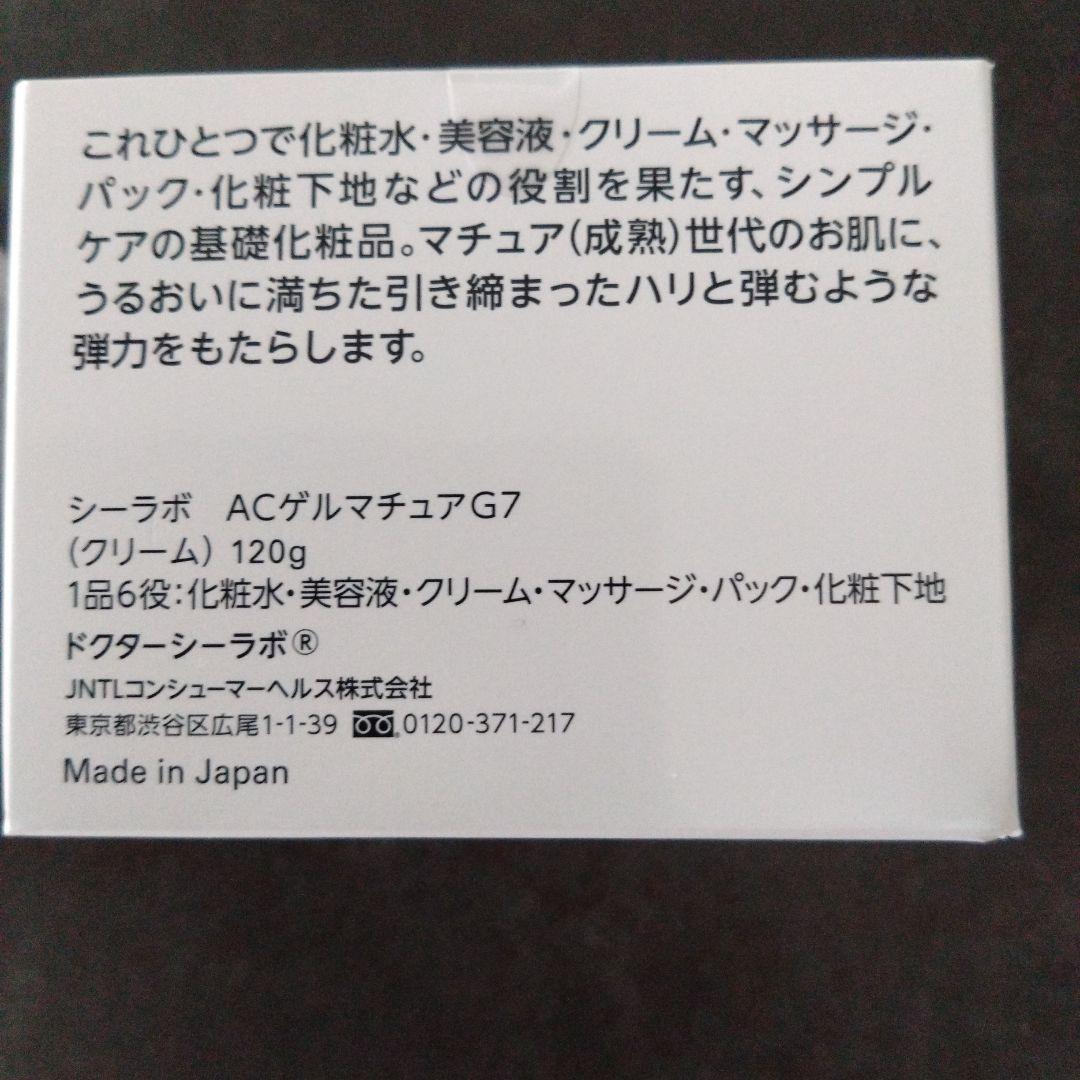 これひとつで化粧水・美容液・クリーム・マッサージ・
パック・化粧下地などの役割を果たす、シンプル
ケアの基礎化粧品。マチュア(成熟)世代のお肌に、
うるおいに満ちた引き締まったハリと弾むような
弾力をもたらします。
シーラボ　ACゲルマチュアG7
(クリーム) 120g
1品6役:化粧水・美容液・クリーム・マッサージ・パック・化粧下地
ドクターシーラボ®
JNTLコンシューマーヘルス株式会社
東京都渋谷区広尾1-1-39 0120-371-217
Made in Japan